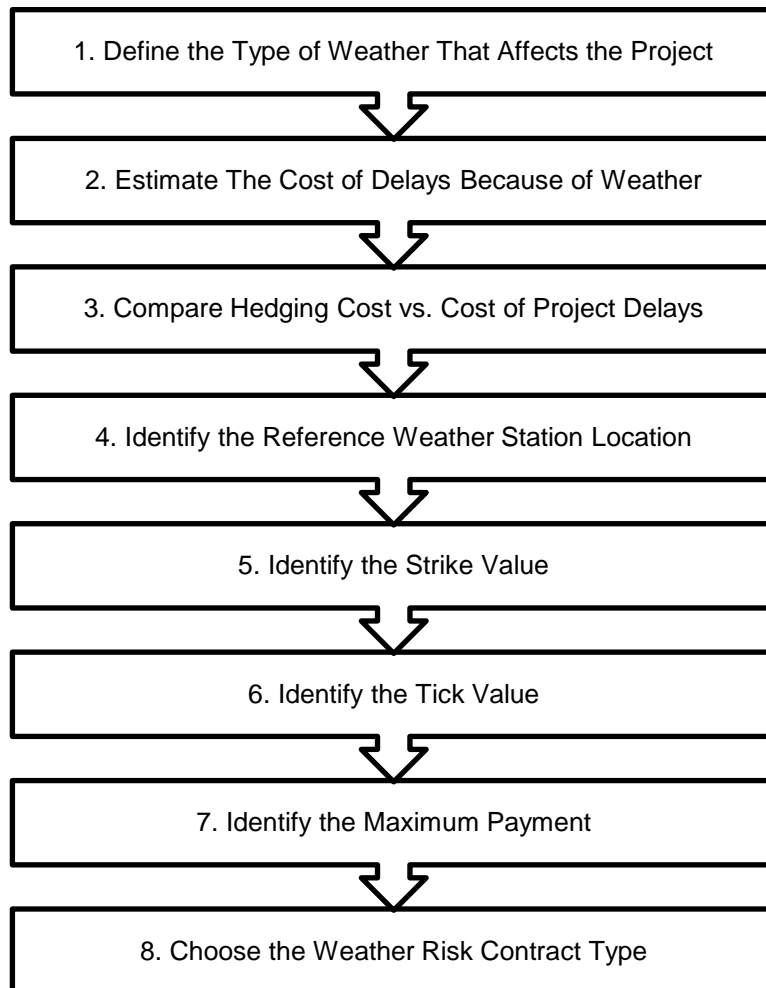 1. Define the Type of Weather That Affects the Project
2. Estimate The Cost of Delays Because of Weather
3. Compare Hedging Cost vs. Cost of Project Delays
4. Identify the Reference Weather Station Location
5. Identify the Strike Value
6. Identify the Tick Value
7. Identify the Maximum Payment
8. Choose the Weather Risk Contract Type